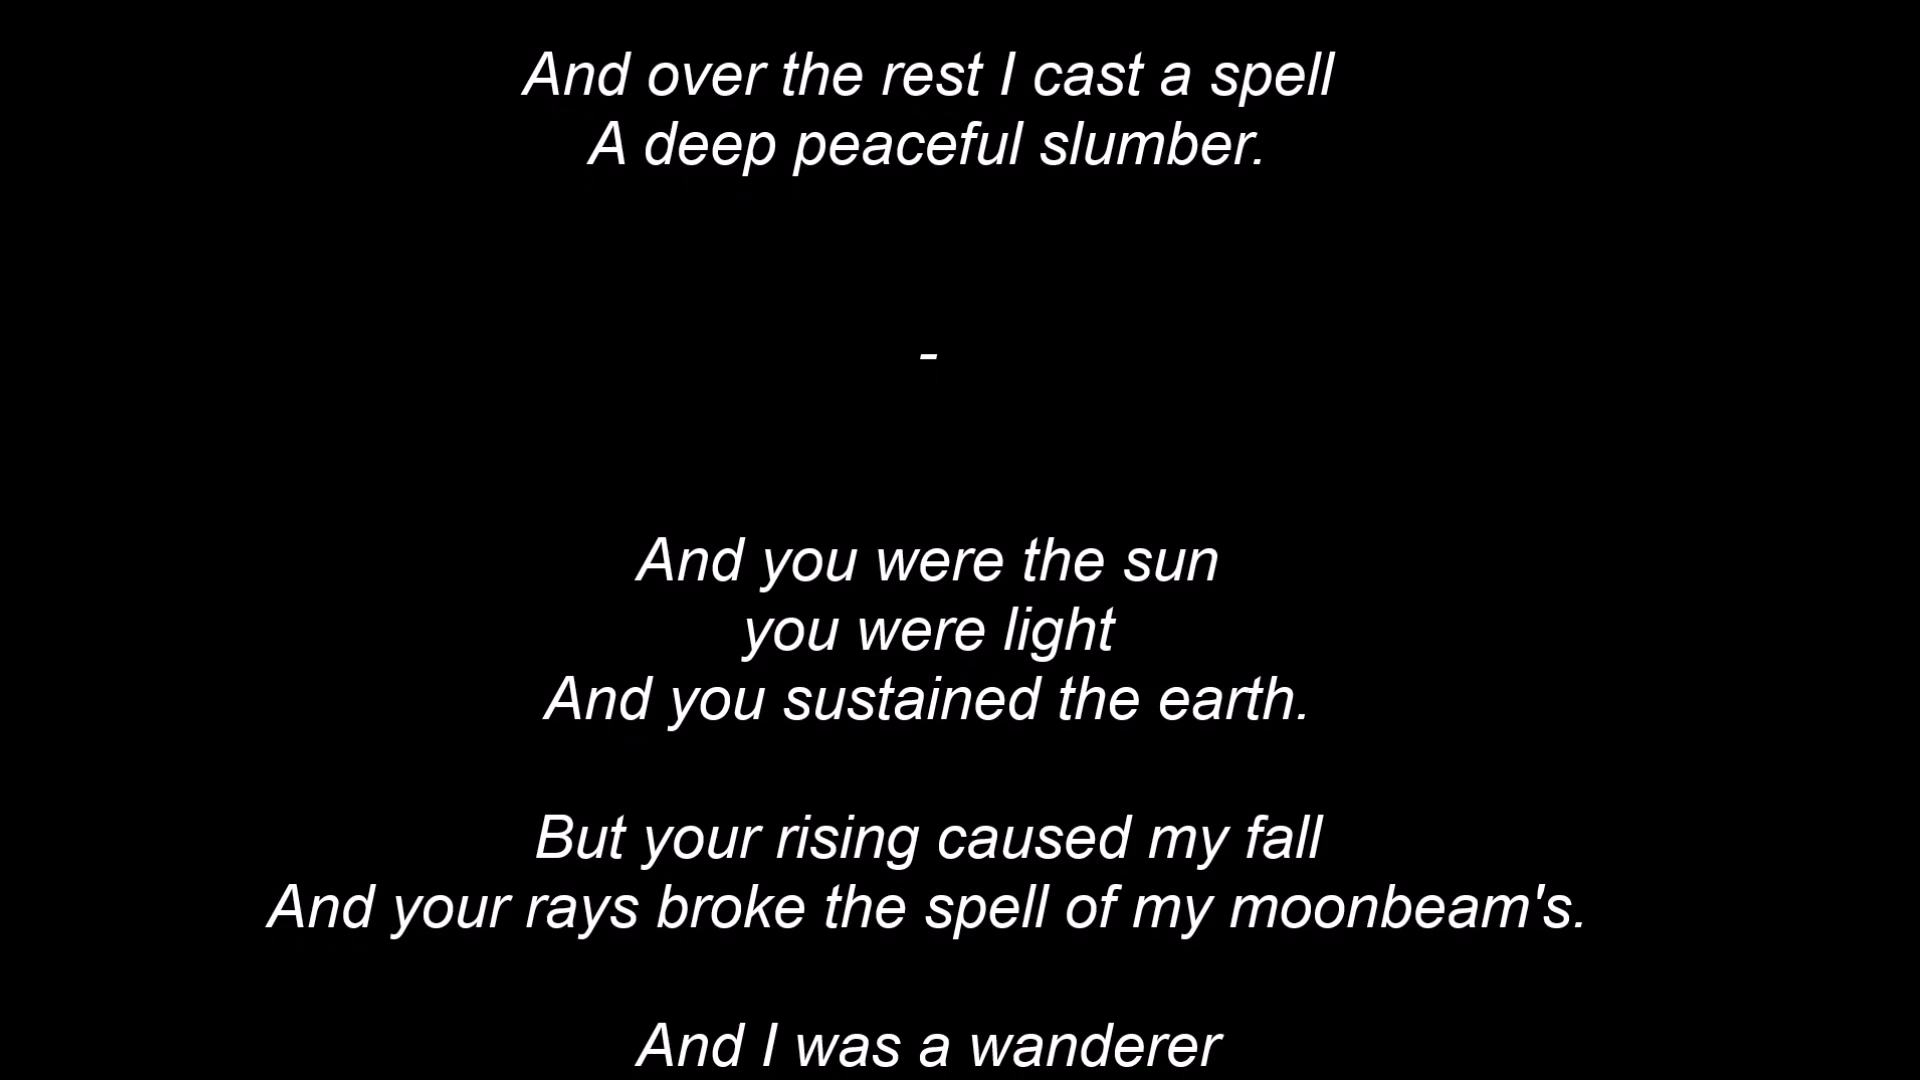 And over the rest I cast a spell
A deep peaceful slumber.
-
And you were the sun
you were light
And you sustained the earth.
But your rising caused my fall
And your rays broke the spell of my moonbeam's.
And I was a wanderer